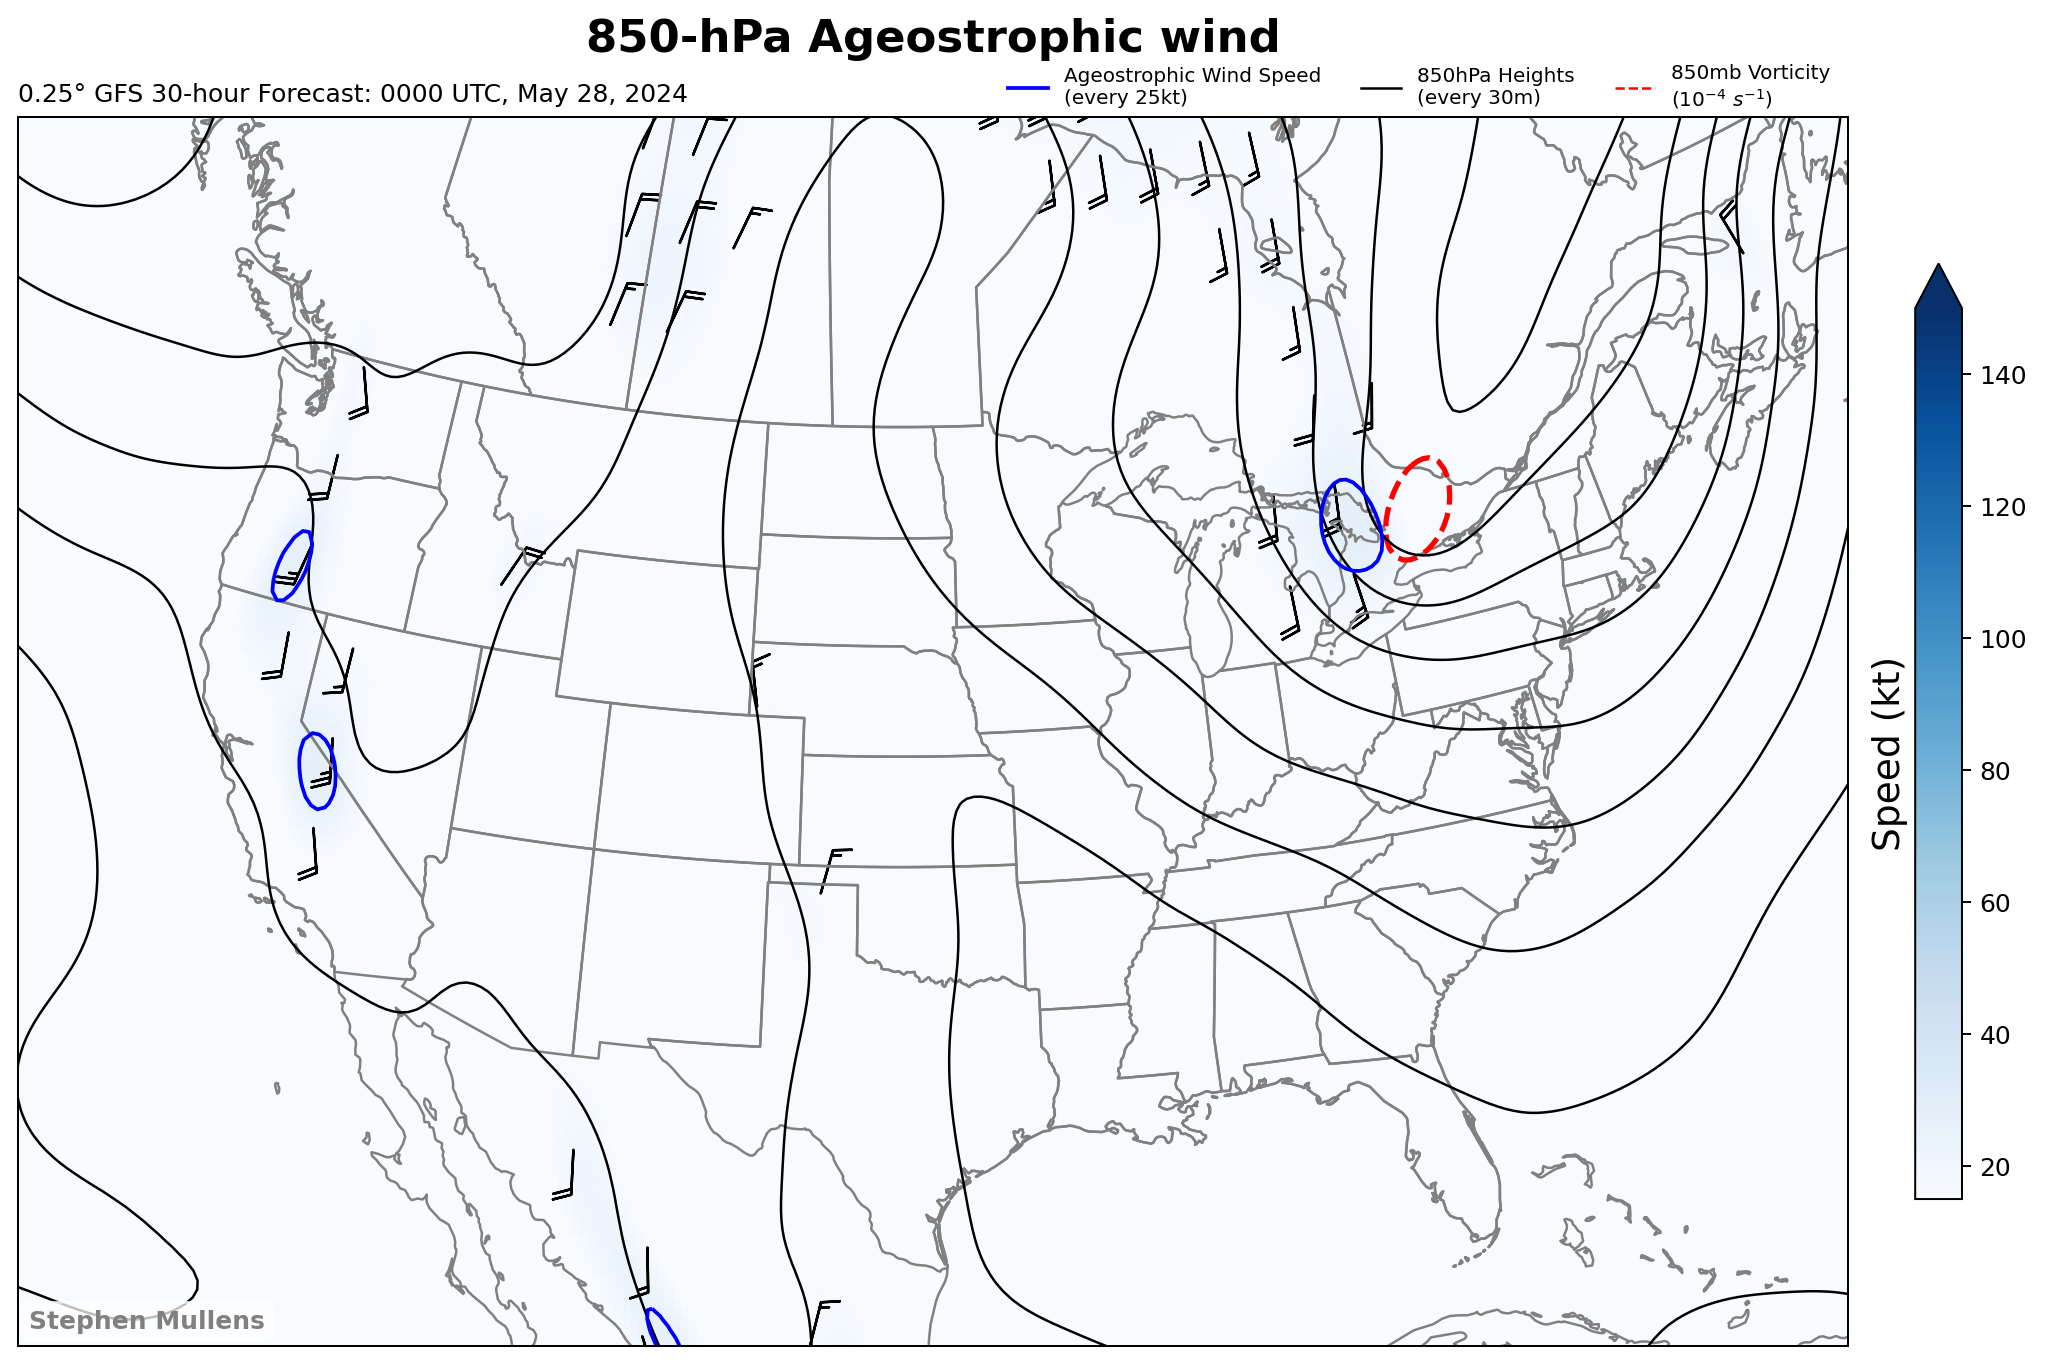 850-hPa Ageostrophic wind
0.25° GFS 30-hour Forecast: 0000 UTC, May 28, 2024
Ageostrophic Wind Speed
(every 25kt)
850hPa Heights
(every 30m)
850mb Vorticity
(10⁻⁴ s⁻¹)
140
120
100
80
60
40
20
Speed (kt)
Stephen Mullens